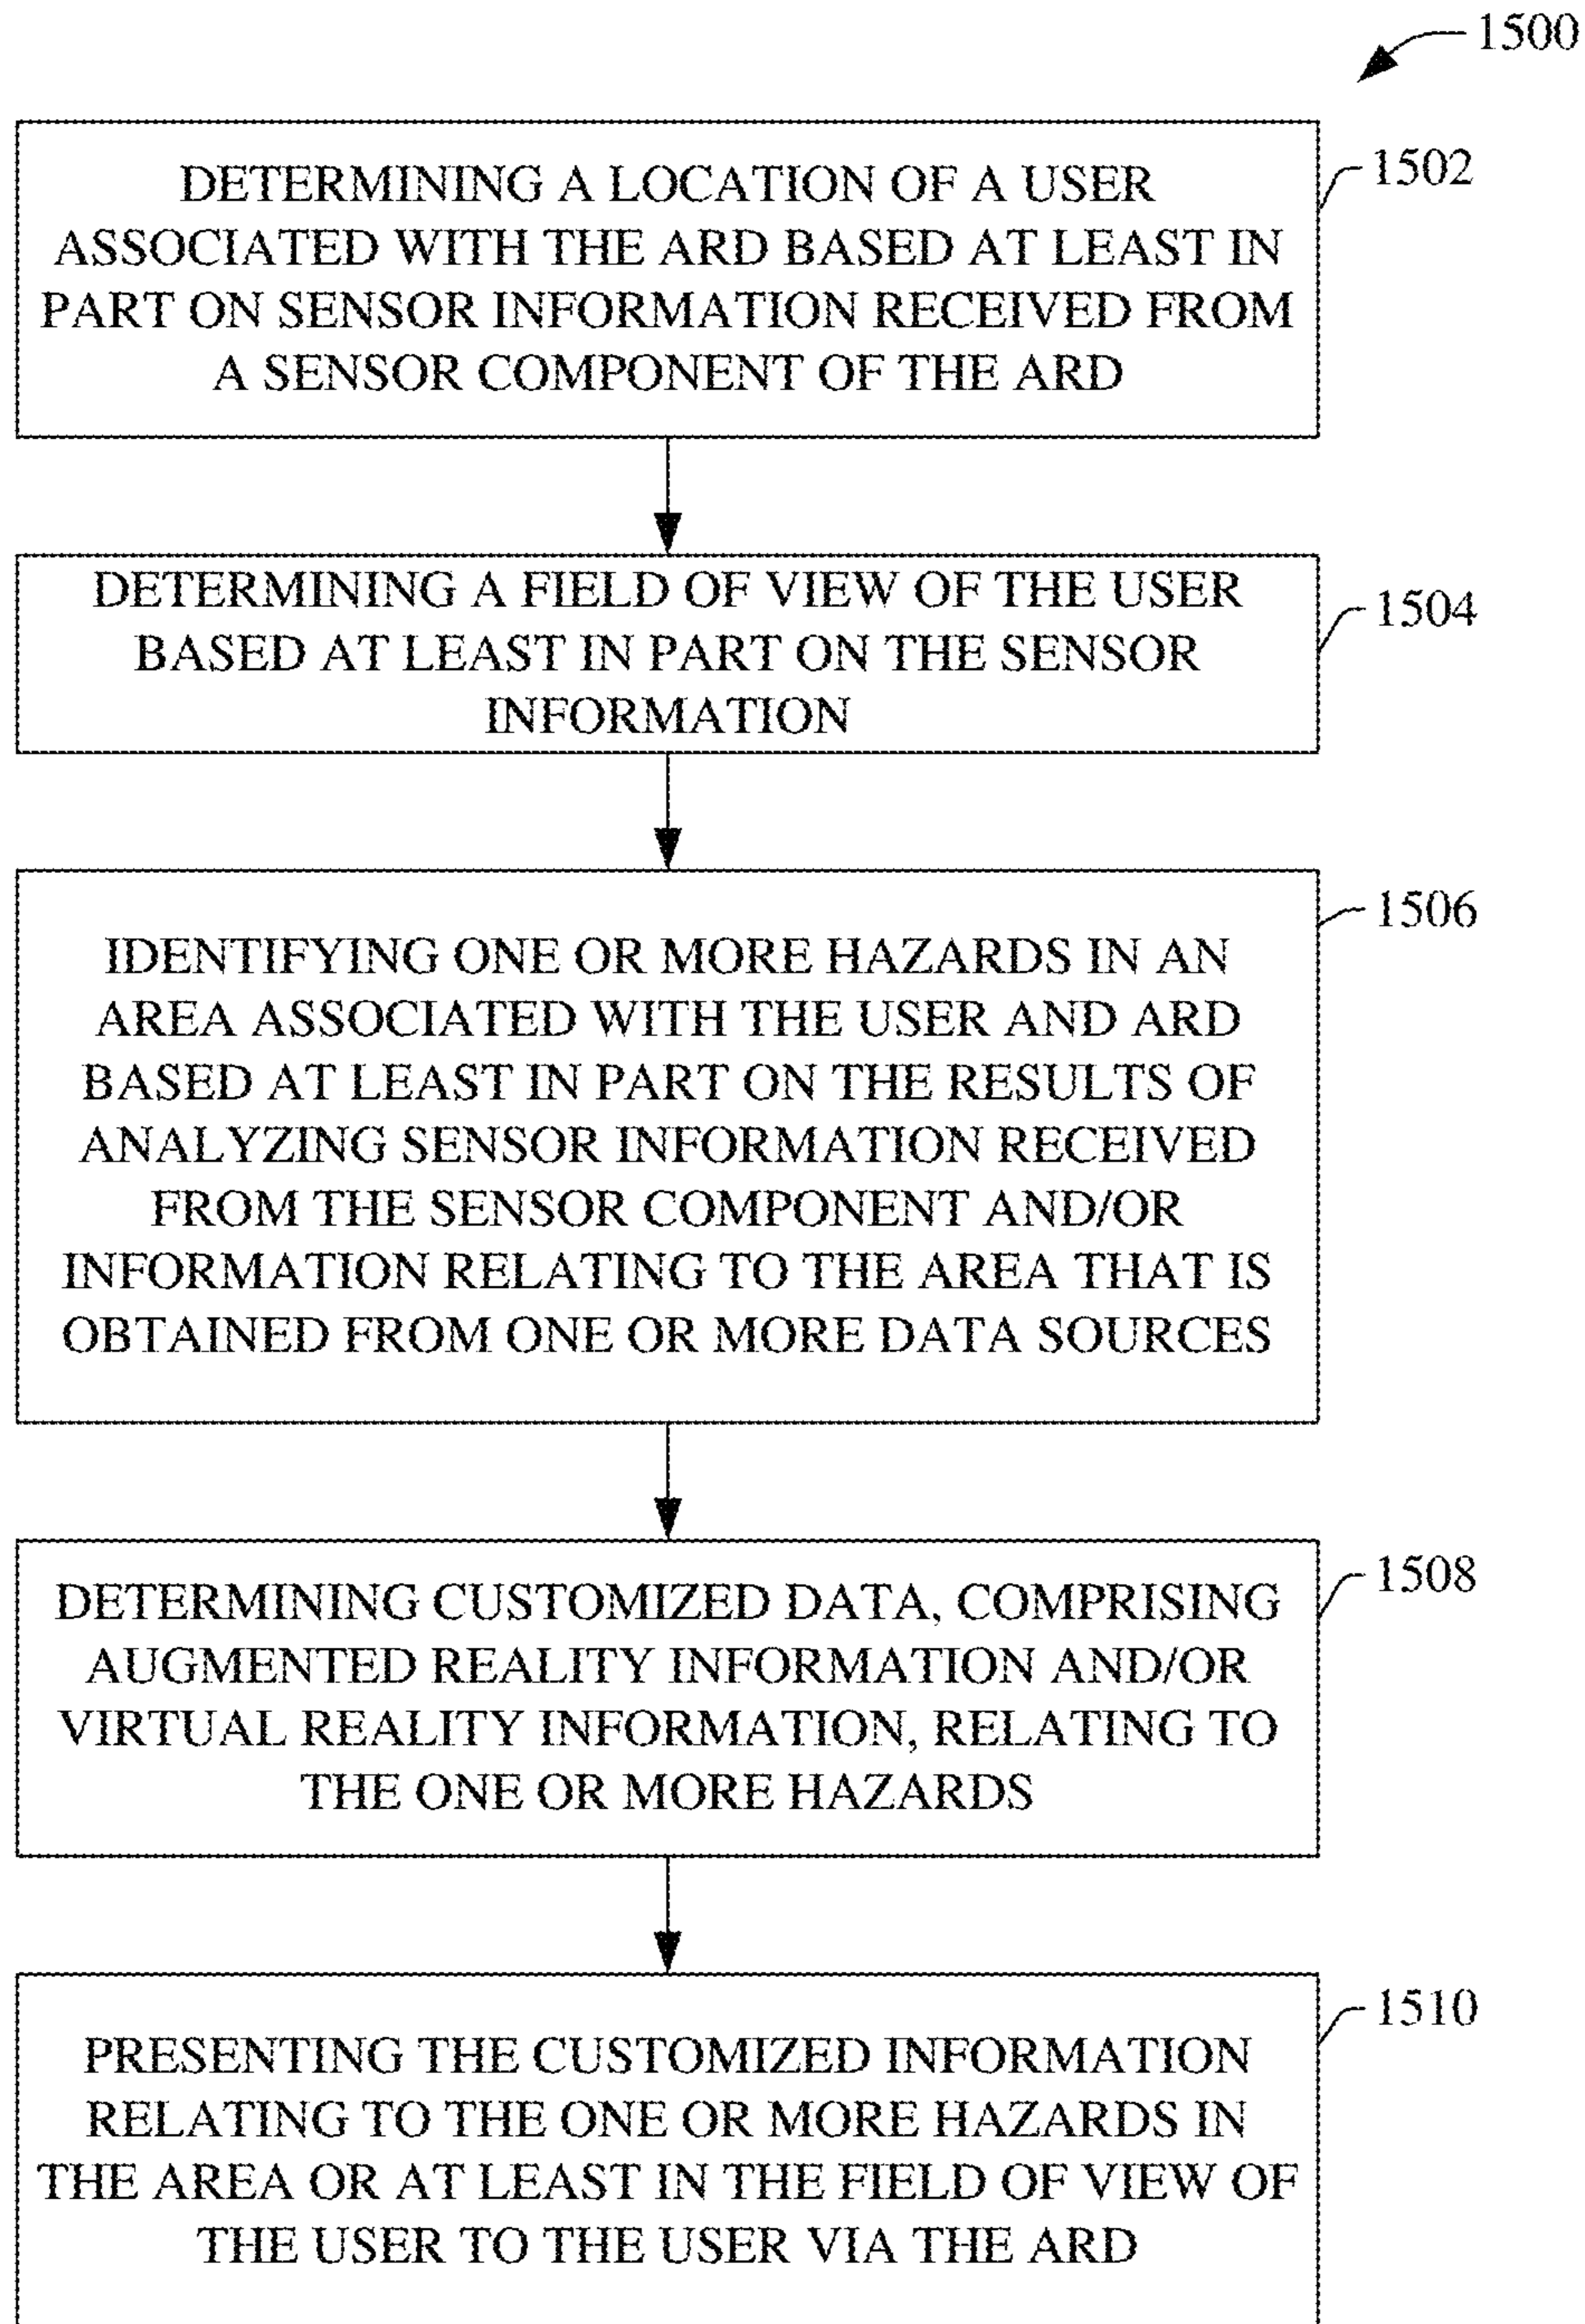 1500
DETERMINING A LOCATION OF A USER
ASSOCIATED WITH THE ARD BASED AT LEAST IN
PART ON SENSOR INFORMATION RECEIVED FROM
A SENSOR COMPONENT OF THE ARD
1502
DETERMINING A FIELD OF VIEW OF THE USER
BASED AT LEAST IN PART ON THE SENSOR
INFORMATION
1504
IDENTIFYING ONE OR MORE HAZARDS IN AN
AREA ASSOCIATED WITH THE USER AND ARD
BASED AT LEAST IN PART ON THE RESULTS OF
ANALYZING SENSOR INFORMATION RECEIVED
FROM THE SENSOR COMPONENT AND/OR
INFORMATION RELATING TO THE AREA THAT IS
OBTAINED FROM ONE OR MORE DATA SOURCES
1506
DETERMINING CUSTOMIZED DATA, COMPRISING
AUGMENTED REALITY INFORMATION AND/OR
VIRTUAL REALITY INFORMATION, RELATING TO
THE ONE OR MORE HAZARDS
1508
PRESENTING THE CUSTOMIZED INFORMATION
RELATING TO THE ONE OR MORE HAZARDS IN
THE AREA OR AT LEAST IN THE FIELD OF VIEW OF
THE USER TO THE USER VIA THE ARD
1510